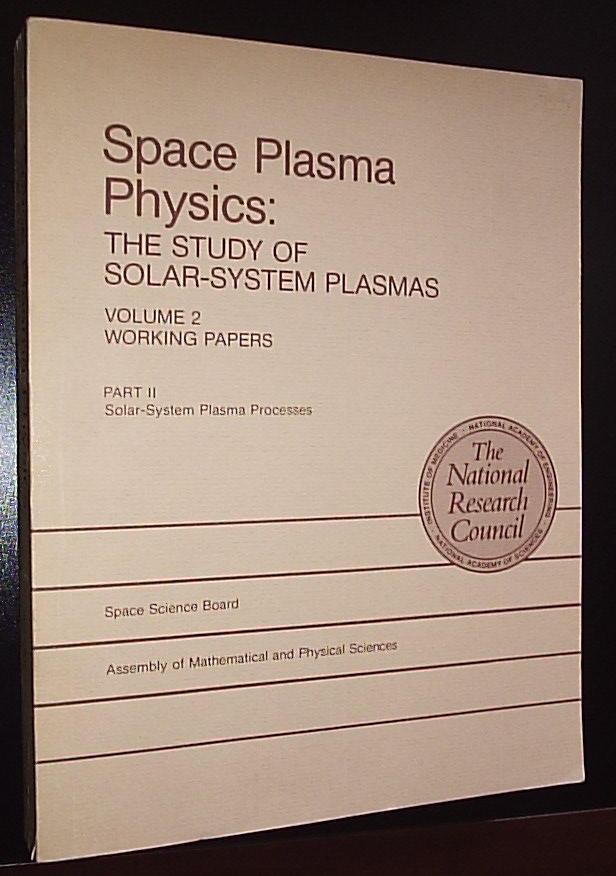 Space Plasma
Physics:
THE STUDY OF
SOLAR-SYSTEM PLASMAS
VOLUME 2
WORKING PAPERS
PART II
Solar-System Plasma Processes
NATIONAL ACADEMY OF ENGINEERING
INSTITUTE OF MEDICINE
The
National
Research
Council
NATIONAL ACADEMY OF SCIENCES
Space Science Board
Assembly of Mathematical and Physical Sciences